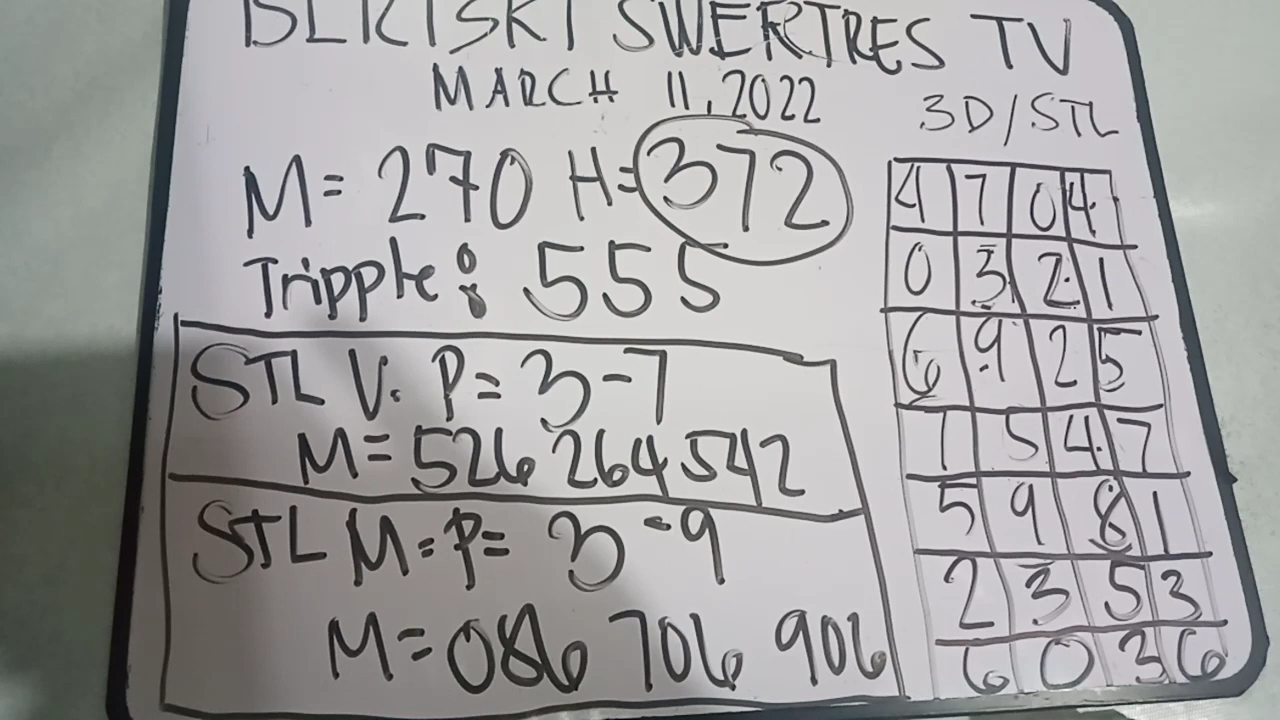 SWERTRES TV
MARCH 11, 2022
M= 270 H= 372
Tripple: 555
STL V. P= 3-7
M= 526 264 542
STL M. P= 3-9
M= 086 706 906
3D/STL
4 7 0 4
0 3 2 1
6 9 2 5
1 5 4 7
5 9 8 1
2 3 5 3
6 0 3 6